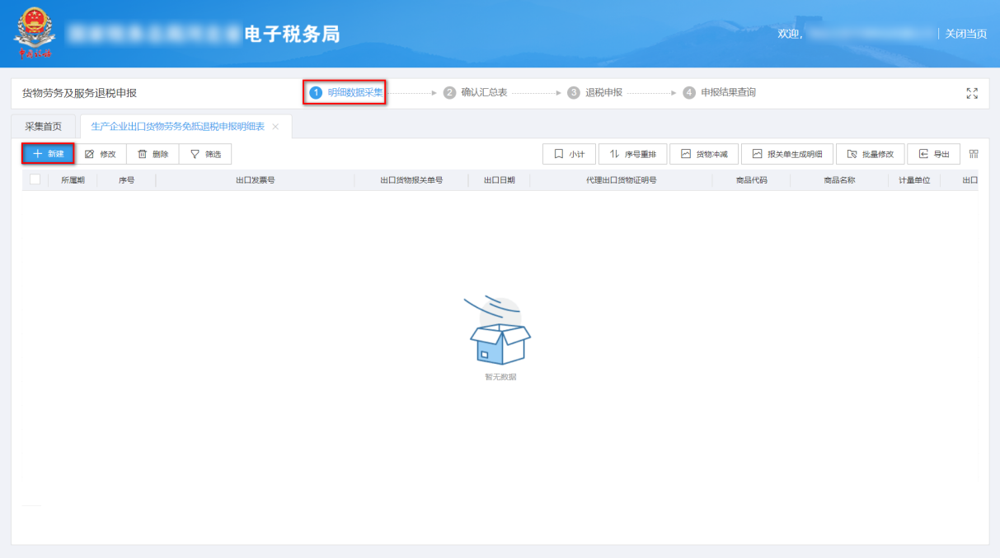 电子税务局
欢迎,
关闭当页
中国税务
货物劳务及服务退税申报
1 明细数据采集
2 确认汇总表
3 退税申报
4 申报结果查询
采集首页
生产企业出口货物劳务免抵退税申报明细表 ×
新建 修改 删除 筛选 小计 序号重排 货物冲减 报关单生成明细 批量修改 导出
所属期 序号 出口发票号 出口货物报关单号 出口日期 代理出口货物证明号 商品代码 商品名称 计量单位 出口
暂无数据